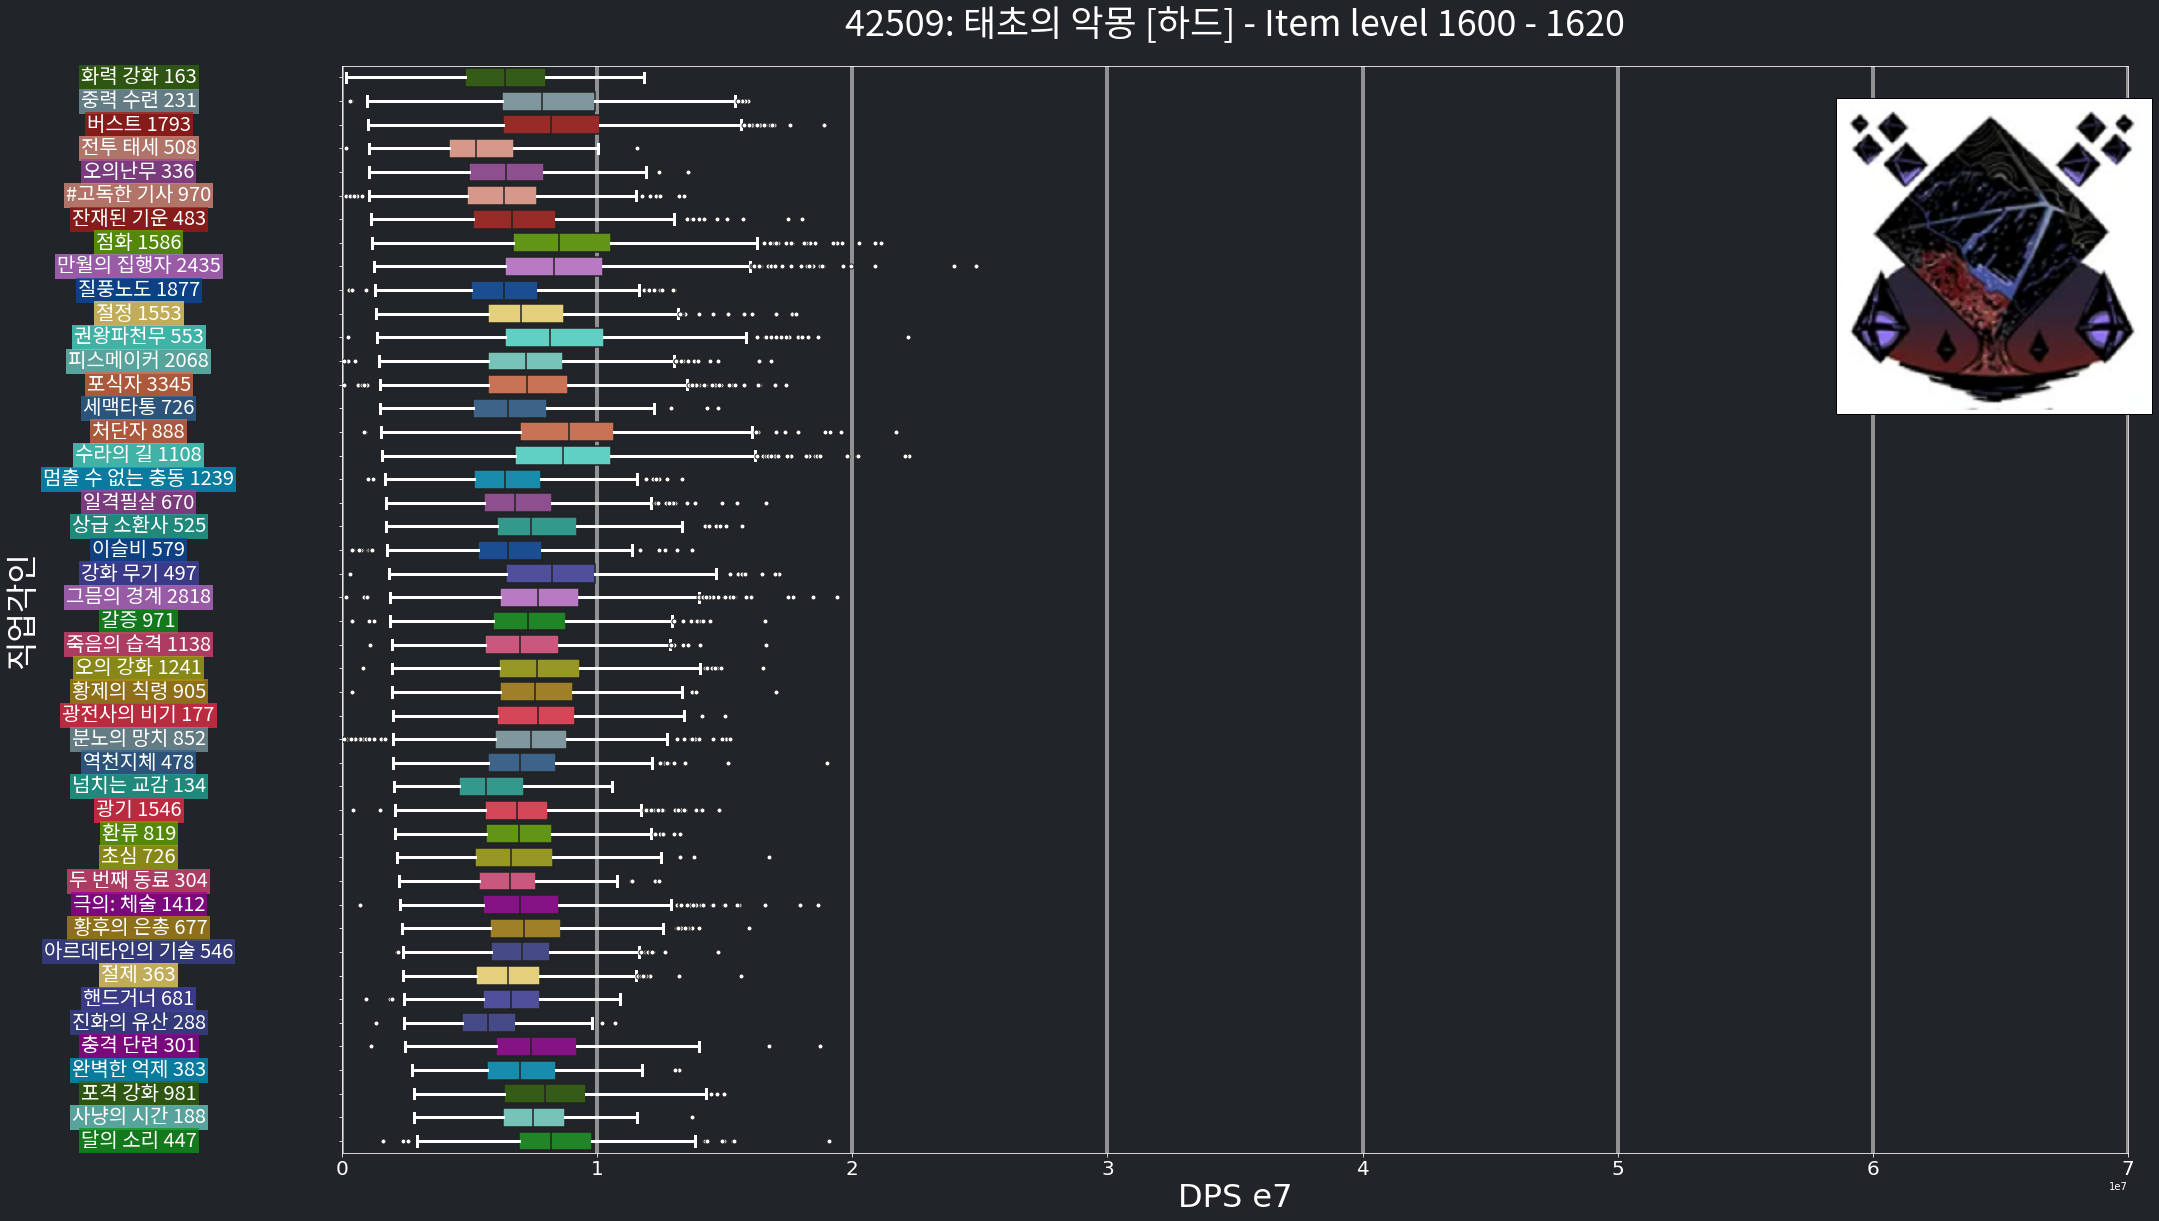 42509: 태초의 악몽 [하드] - Item level 1600 - 1620
직업각인
화력 강화 163
중력 수련 231
버스트 1793
전투 태세 508
오의난무 336
#고독한 기사 970
잔재된 기운 483
점화 1586
만월의 집행자 2435
질풍노도 1877
절정 1553
권왕파천무 553
피스메이커 2068
포식자 3345
세맥타통 726
처단자 888
수라의 길 1108
멈출 수 없는 충동 1239
일격필살 670
상급 소환사 525
이슬비 579
강화 무기 497
그믐의 경계 2818
갈증 971
죽음의 습격 1138
오의 강화 1241
황제의 칙령 905
광전사의 비기 177
분노의 망치 852
역천지체 478
넘치는 교감 134
광기 1546
환류 819
초심 726
두 번째 동료 304
극의: 체술 1412
황후의 은총 677
아르데타인의 기술 546
절제 363
핸드거너 681
진화의 유산 288
충격 단련 301
완벽한 억제 383
포격 강화 981
사냥의 시간 188
달의 소리 447
0 1 2 3 4 5 6 7
1e7
DPS e7